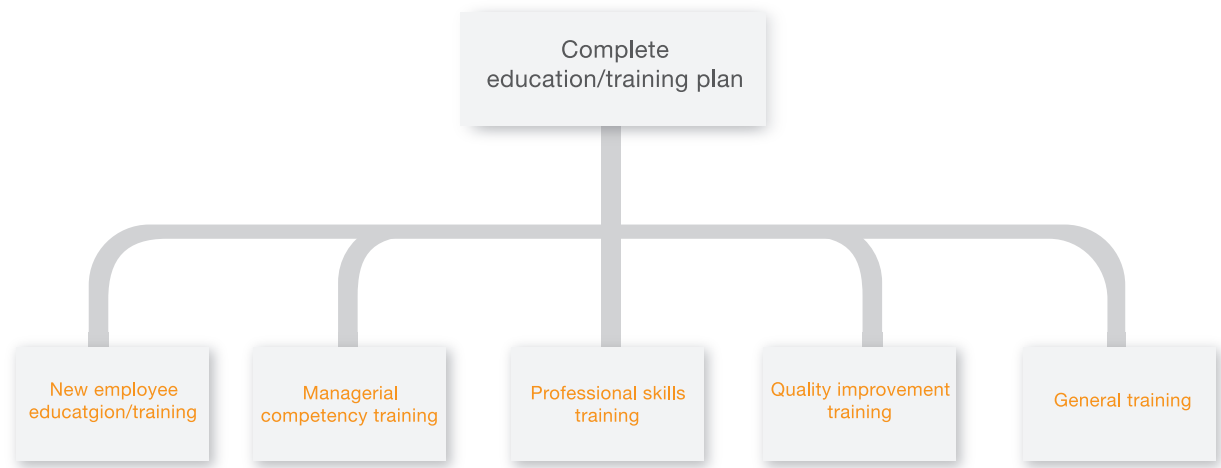 Complete
education/training plan
New employee
educatgion/training
Managerial
competency training
Professional skills
training
Quality improvement
training
General training